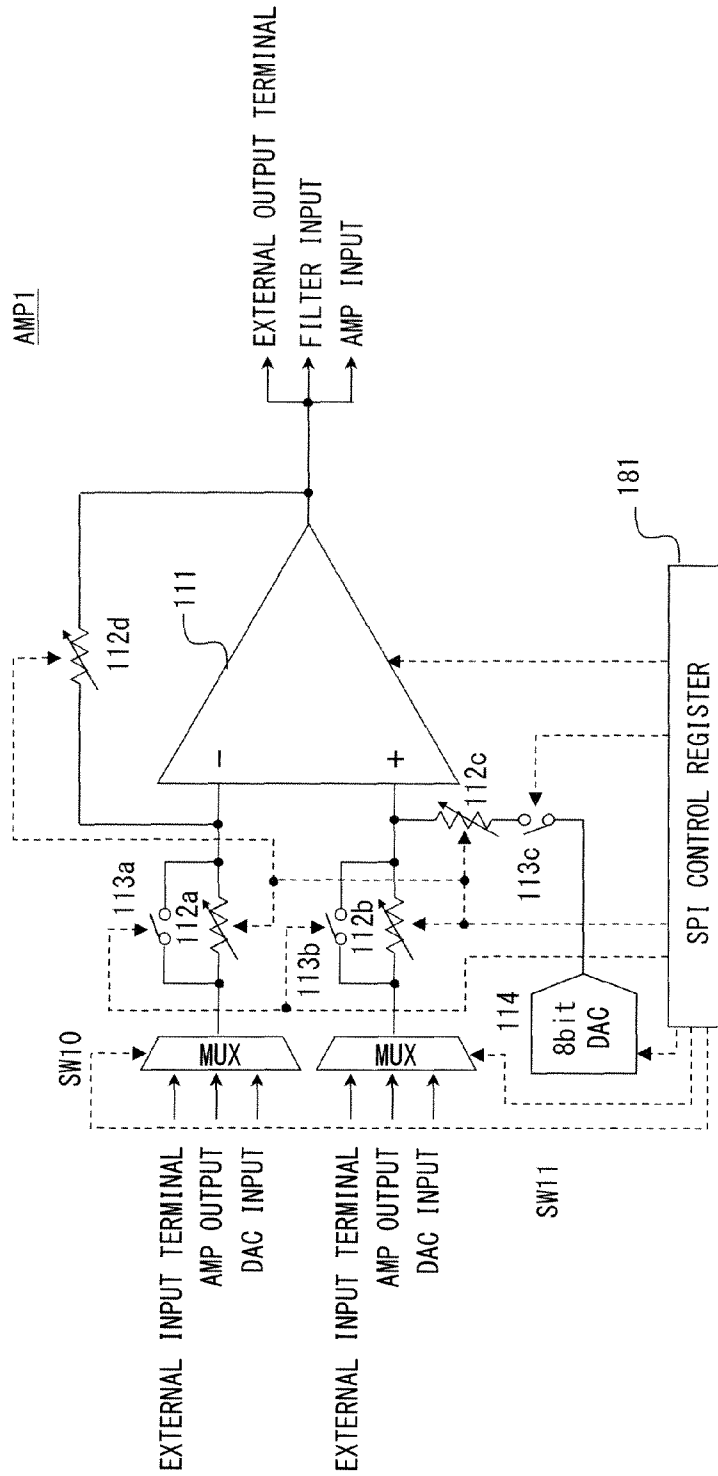 AMP1
EXTERNAL INPUT TERMINAL
AMP OUTPUT
DAC INPUT
SW10
MUX
113a
112a
112d
111
−
+
EXTERNAL OUTPUT TERMINAL
FILTER INPUT
AMP INPUT
EXTERNAL INPUT TERMINAL
AMP OUTPUT
DAC INPUT
SW11
MUX
113b
112b
112c
113c
114
8bit
DAC
181
SPI CONTROL REGISTER